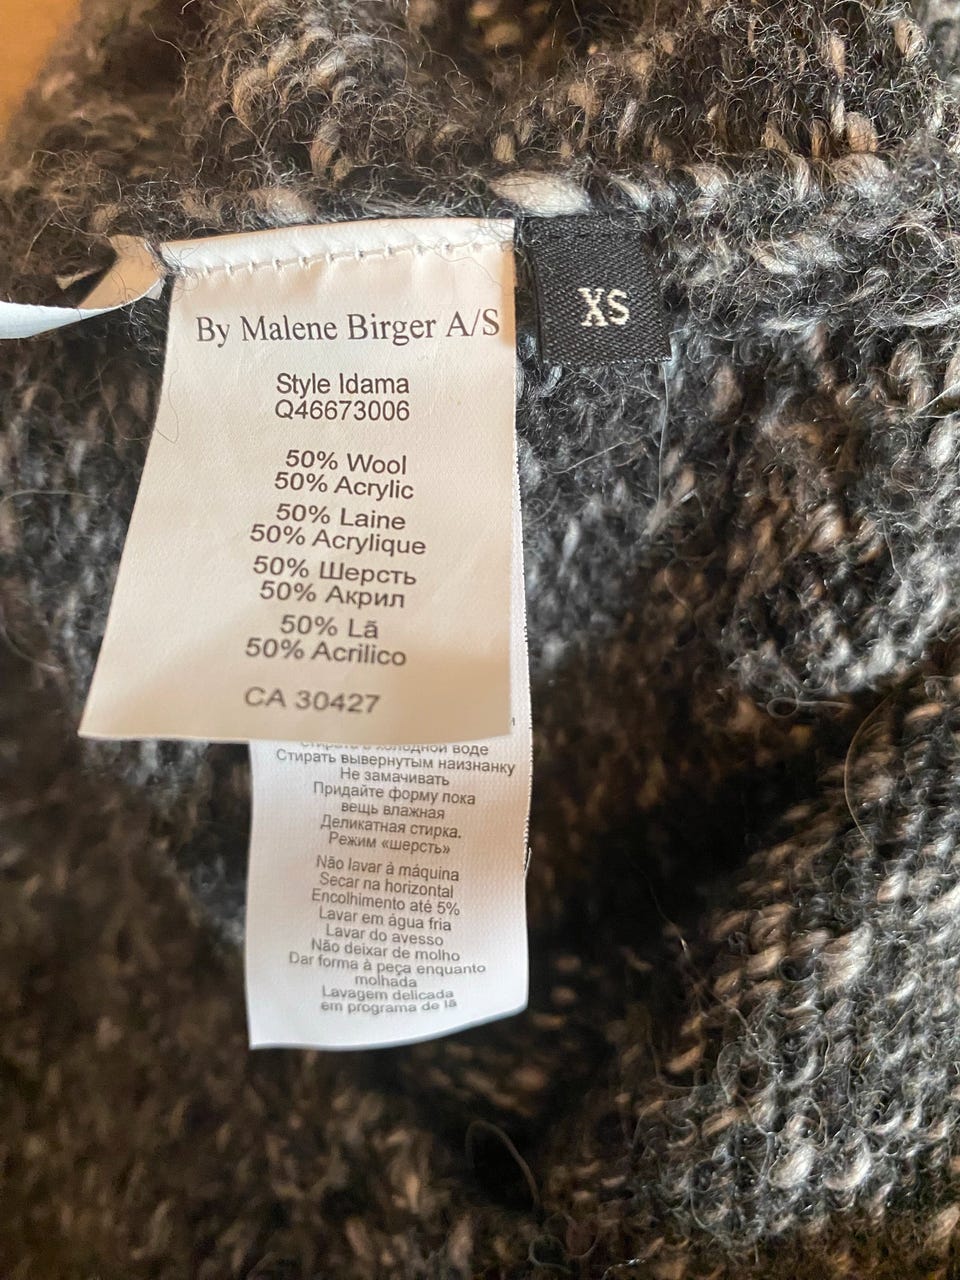 By Malene Birger A/S
XS
Style Idama
Q46673006
50% Wool
50% Acrylic
50% Laine
50% Acrylique
50% Шерсть
50% Акрил
50% Lã
50% Acrilico
CA 30427
холодной воде
Стирать вывернутым наизнанку
Не замачивать
Придайте форму пока
вещь влажная
Деликатная стирка.
Режим «шерсть»
Não lavar à máquina
Secar na horizontal
Encolhimento até 5%
Lavar em água fria
Lavar do avesso
Não deixar de molho
Dar forma à peça enquanto
molhada
Lavagem delicada
em programa de lã